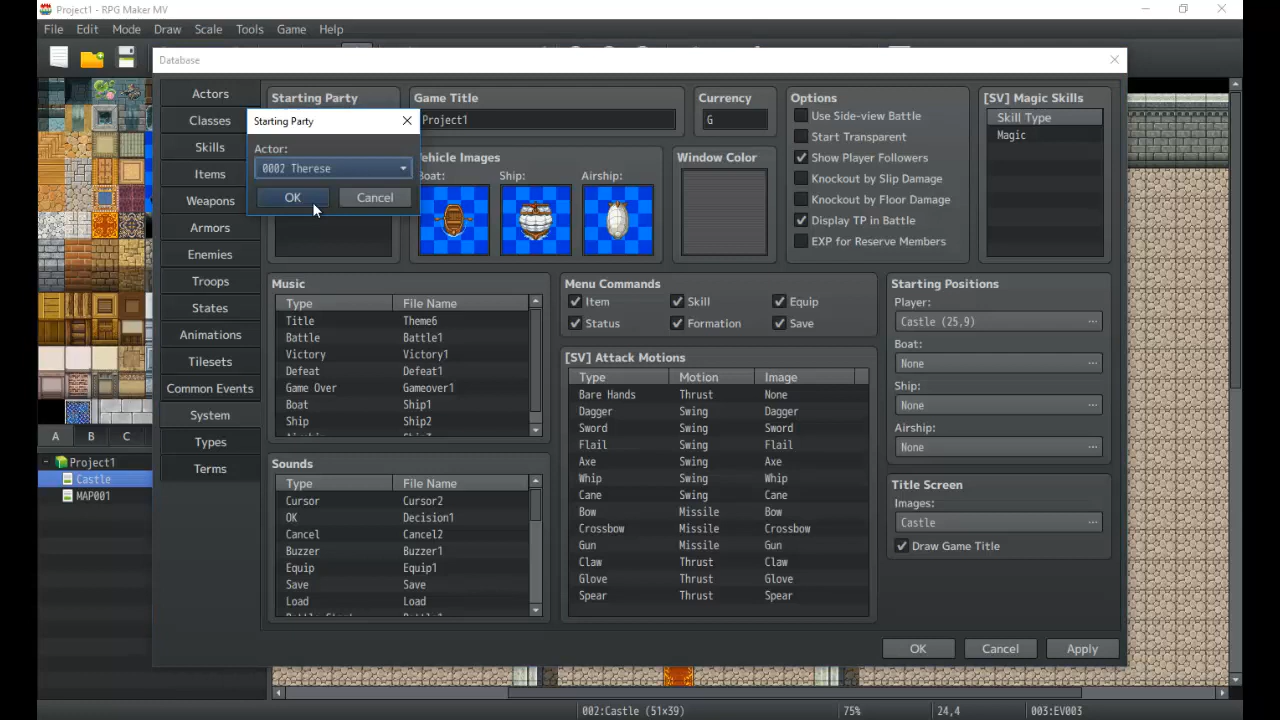 Project1 - RPG Maker MV
File Edit Mode Draw Scale Tools Game Help
Database
Actors
Classes
Skills
Items
Weapons
Armors
Enemies
Troops
States
Animations
Tilesets
Common Events
System
Types
Terms
A B C
Project1
Castle
MAP001
Starting Party
Starting Party
Actor:
0002 Therese
OK Cancel
Game Title
Project1
Currency
G
Vehicle Images
Boat: Ship: Airship:
Window Color
Options
Use Side-view Battle
Start Transparent
Show Player Followers
Knockout by Slip Damage
Knockout by Floor Damage
Display TP in Battle
EXP for Reserve Members
[SV] Magic Skills
Skill Type
Magic
Music
Type File Name
Title Theme6
Battle Battle1
Victory Victory1
Defeat Defeat1
Game Over Gameover1
Boat Ship1
Ship Ship2
Sounds
Type File Name
Cursor Cursor2
OK Decision1
Cancel Cancel2
Buzzer Buzzer1
Equip Equip1
Save Save
Load Load
Menu Commands
Item Skill Equip
Status Formation Save
[SV] Attack Motions
Type Motion Image
Bare Hands Thrust None
Dagger Swing Dagger
Sword Swing Sword
Flail Swing Flail
Axe Swing Axe
Whip Swing Whip
Cane Swing Cane
Bow Missile Bow
Crossbow Missile Crossbow
Gun Missile Gun
Claw Thrust Claw
Glove Thrust Glove
Spear Thrust Spear
Starting Positions
Player:
Castle (25,9) ...
Boat:
None ...
Ship:
None ...
Airship:
None ...
Title Screen
Images:
Castle ...
Draw Game Title
OK Cancel Apply
002:Castle (51x39) 75% 24,4 003:EV003